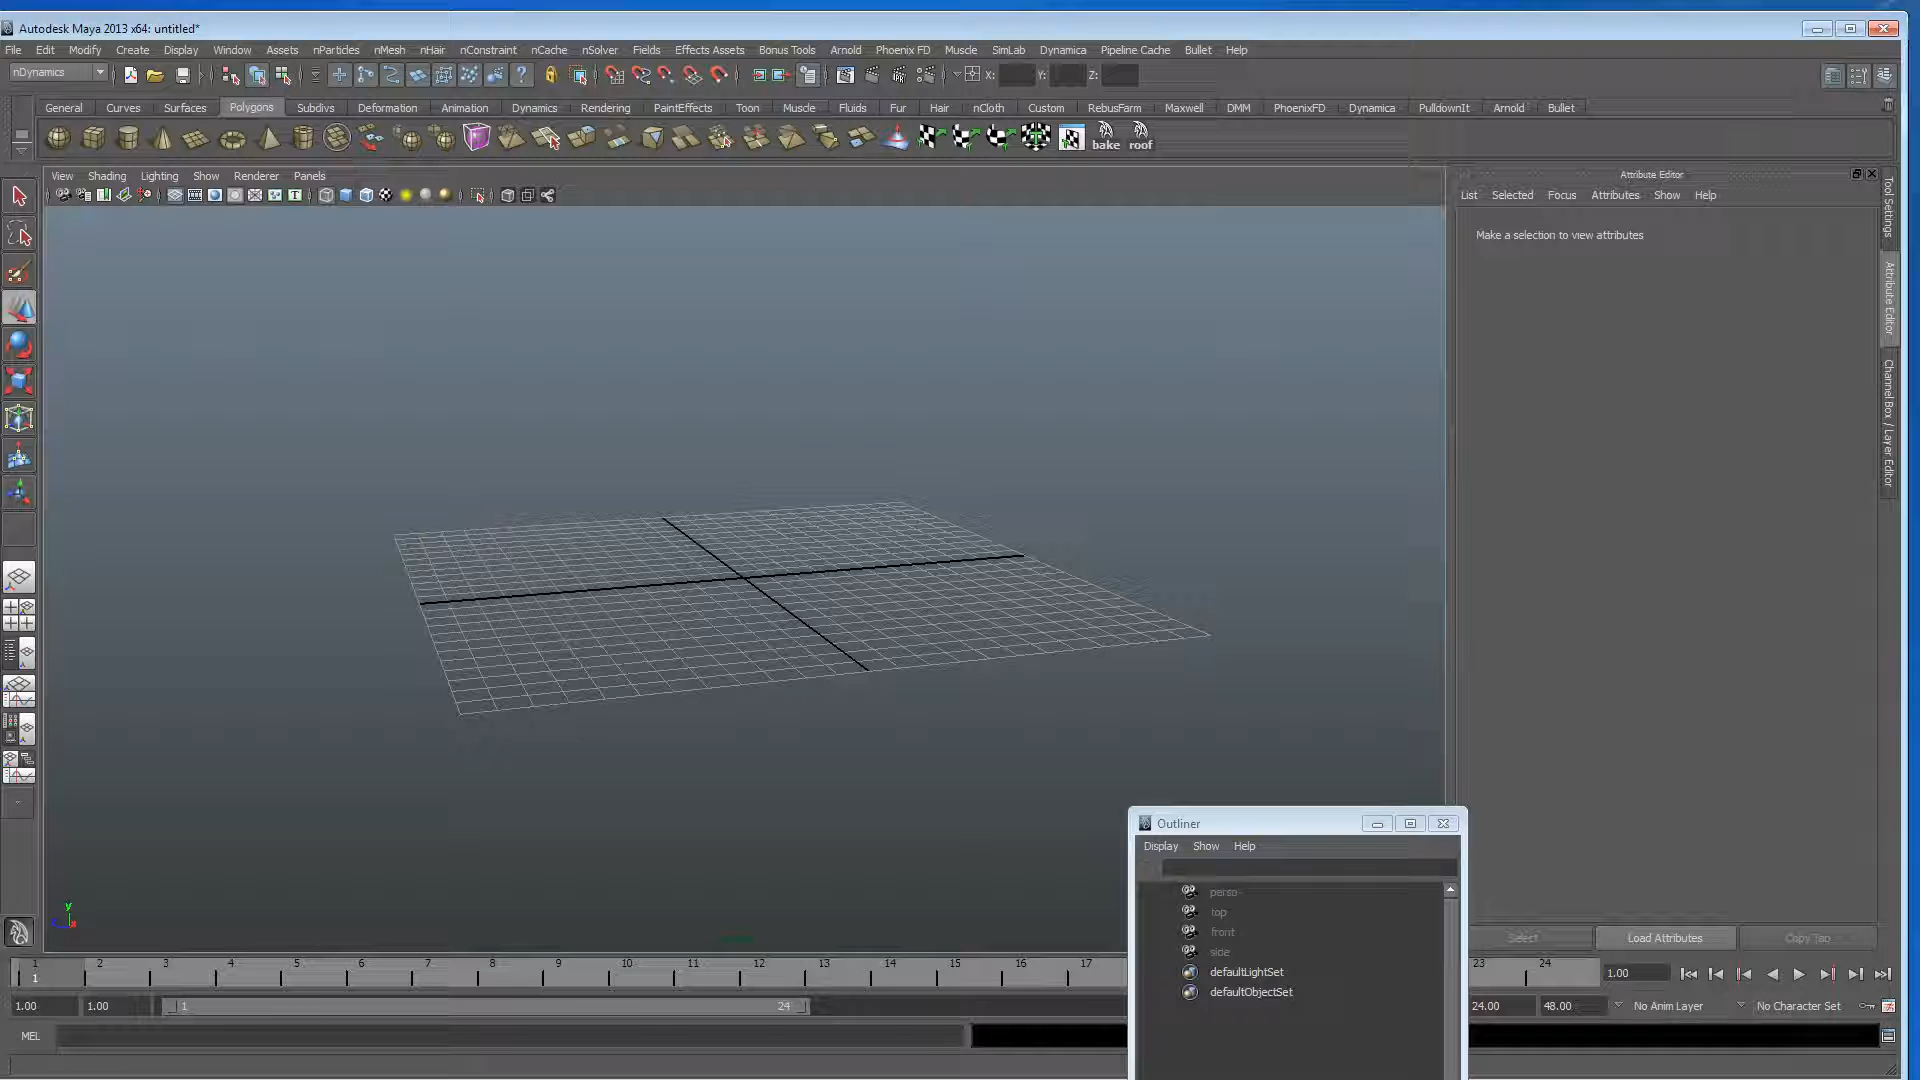 Autodesk Maya 2013 x64: untitled*
File Edit Modify Create Display Window Assets nParticles nMesh nHair nConstraint nCache nSolver Fields Effects Assets Bonus Tools Arnold Phoenix FD Muscle SimLab Dynamica Pipeline Cache Bullet Help
nDynamics X: Y: Z:
General Curves Surfaces Polygons Subdivs Deformation Animation Dynamics Rendering PaintEffects Toon Muscle Fluids Fur Hair nCloth Custom RebusFarm Maxwell DMM PhoenixFD Dynamica PulldownIt Arnold Bullet
bake roof
View Shading Lighting Show Renderer Panels
Attribute Editor
List Selected Focus Attributes Show Help
Make a selection to view attributes
Tool Settings
Attribute Editor
Channel Box / Layer Editor
y
Outliner
Display Show Help
persp
top
front
side
defaultLightSet
defaultObjectSet
Select Load Attributes Copy Tab
1 2 3 4 5 6 7 8 9 10 11 12 13 14 15 16 17 23 24
1 1.00
1.00 1.00 1 24 24.00 48.00 No Anim Layer No Character Set
MEL